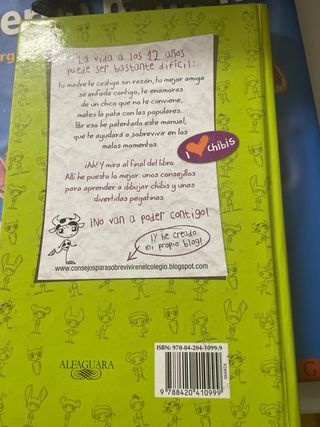 La vida a los 12 años
puede ser bastante difícil:
tu madre te castiga sin razón, tu mejor amiga
se enfada contigo, te enamoras
de un chico que no te conviene,
metes la pata con las populares...
Por eso he patentado este manual,
que te ayudará a sobrevivir en los
malos momentos.
I chibis
¡Ah! Y mira al final del libro.
Allí he puesto la mejor unos consejillos
para aprender a dibujar chibis y unas
divertidas pegatinas.
¡No van a poder contigo!
¡Y he creado
mi propio blog!
www.consejosparasobrevivirenelcolegio.blogspot.com
ALFAGUARA
ISBN: 978-84-204-1099-9
9 788420 410999